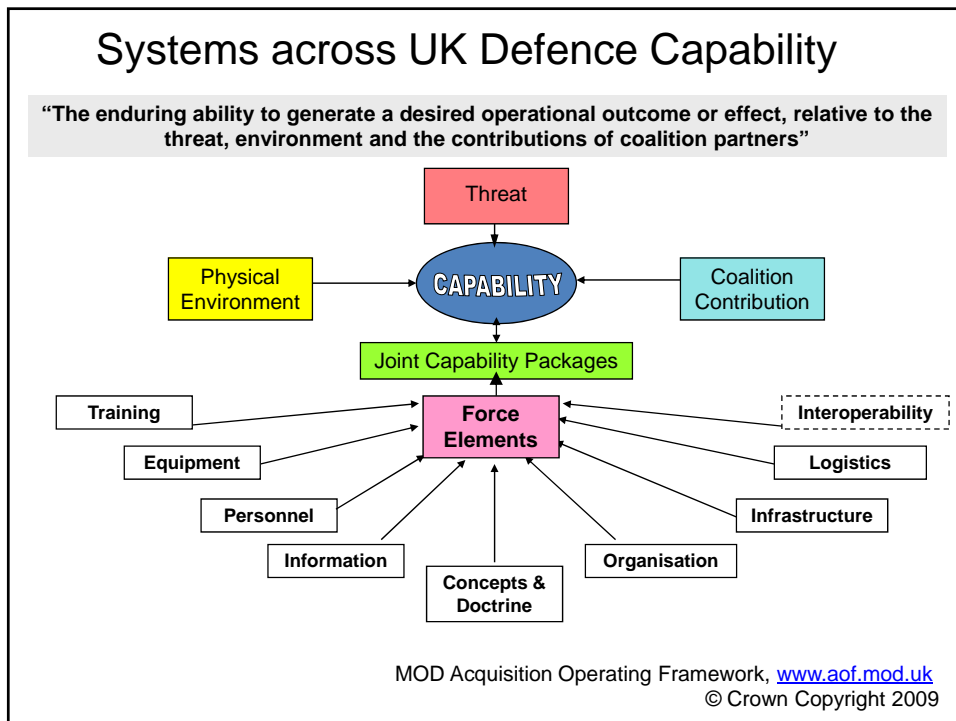 Systems across UK Defence Capability
“The enduring ability to generate a desired operational outcome or effect, relative to the
threat, environment and the contributions of coalition partners”
Threat
Physical
Environment
CAPABILITY
Coalition
Contribution
Joint Capability Packages
Training
Force
Elements
Interoperability
Equipment
Logistics
Personnel
Infrastructure
Information
Organisation
Concepts &
Doctrine
MOD Acquisition Operating Framework, www.aof.mod.uk
© Crown Copyright 2009